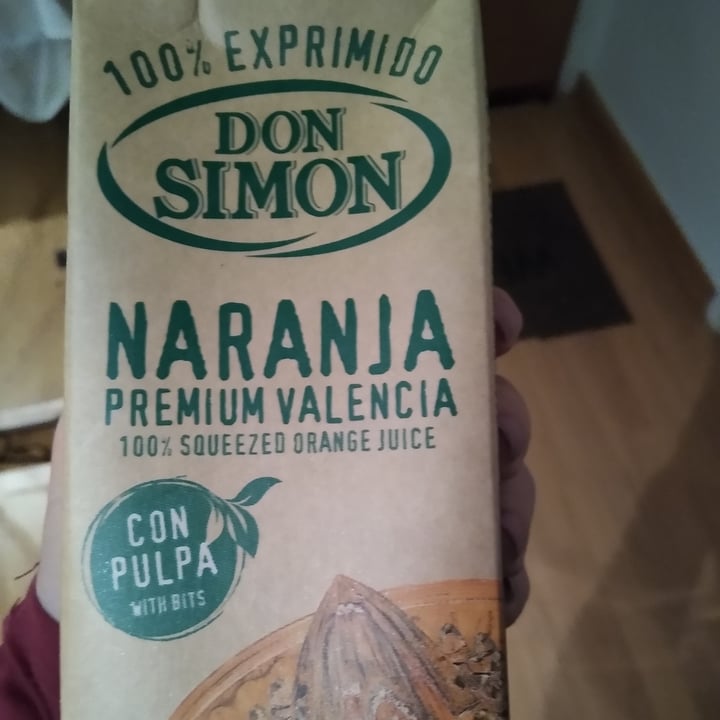 100% EXPRIMIDO
DON
SIMON
NARANJA
PREMIUM VALENCIA
100% SQUEEZED ORANGE JUICE
CON
PULPA
WITH BITS